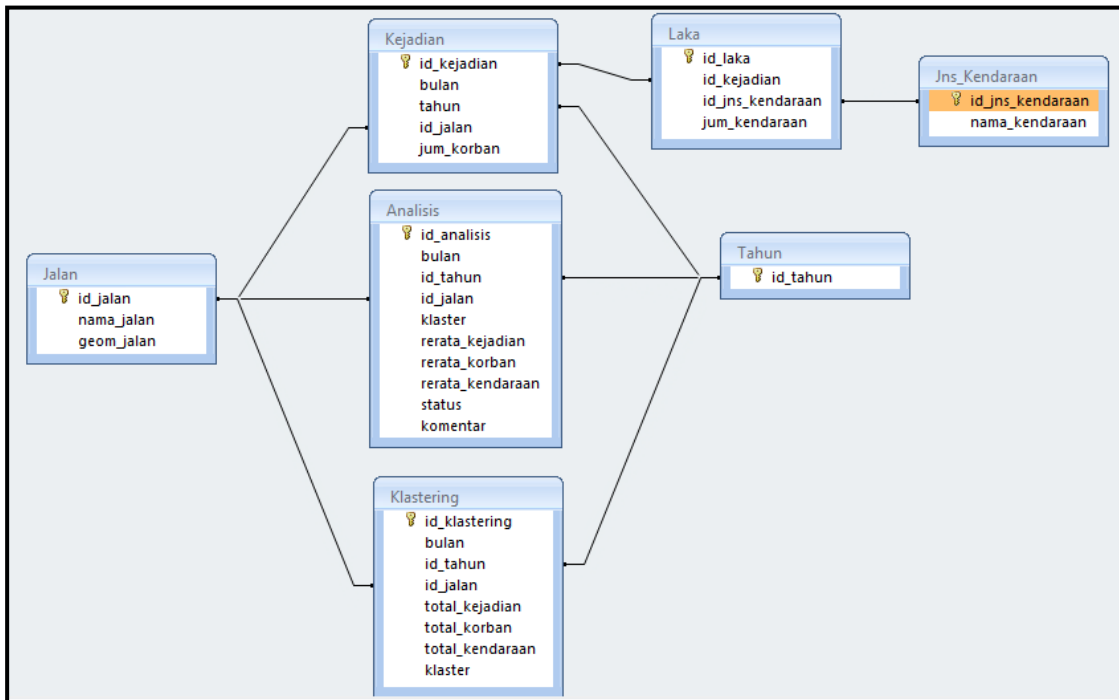 Kejadian
id_kejadian
bulan
tahun
id_jalan
jum_korban
Laka
id_laka
id_kejadian
id_jns_kendaraan
jum_kendaraan
Jns_Kendaraan
id_jns_kendaraan
nama_kendaraan
Jalan
id_jalan
nama_jalan
geom_jalan
Analisis
id_analisis
bulan
id_tahun
id_jalan
klaster
rerata_kejadian
rerata_korban
rerata_kendaraan
status
komentar
Tahun
id_tahun
Klastering
id_klastering
bulan
id_tahun
id_jalan
total_kejadian
total_korban
total_kendaraan
klaster